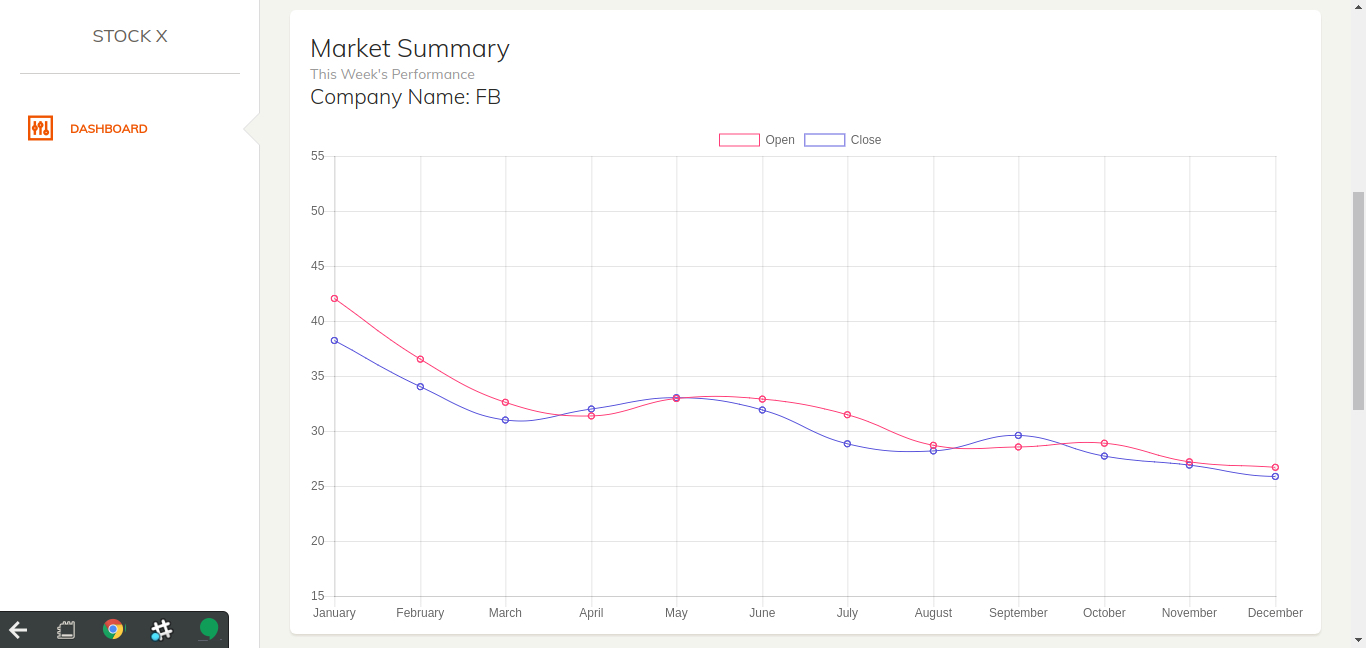 STOCK X
DASHBOARD
Market Summary
This Week's Performance
Company Name: FB
Open Close
55
50
45
40
35
30
25
20
15
January February March April May June July August September October November December